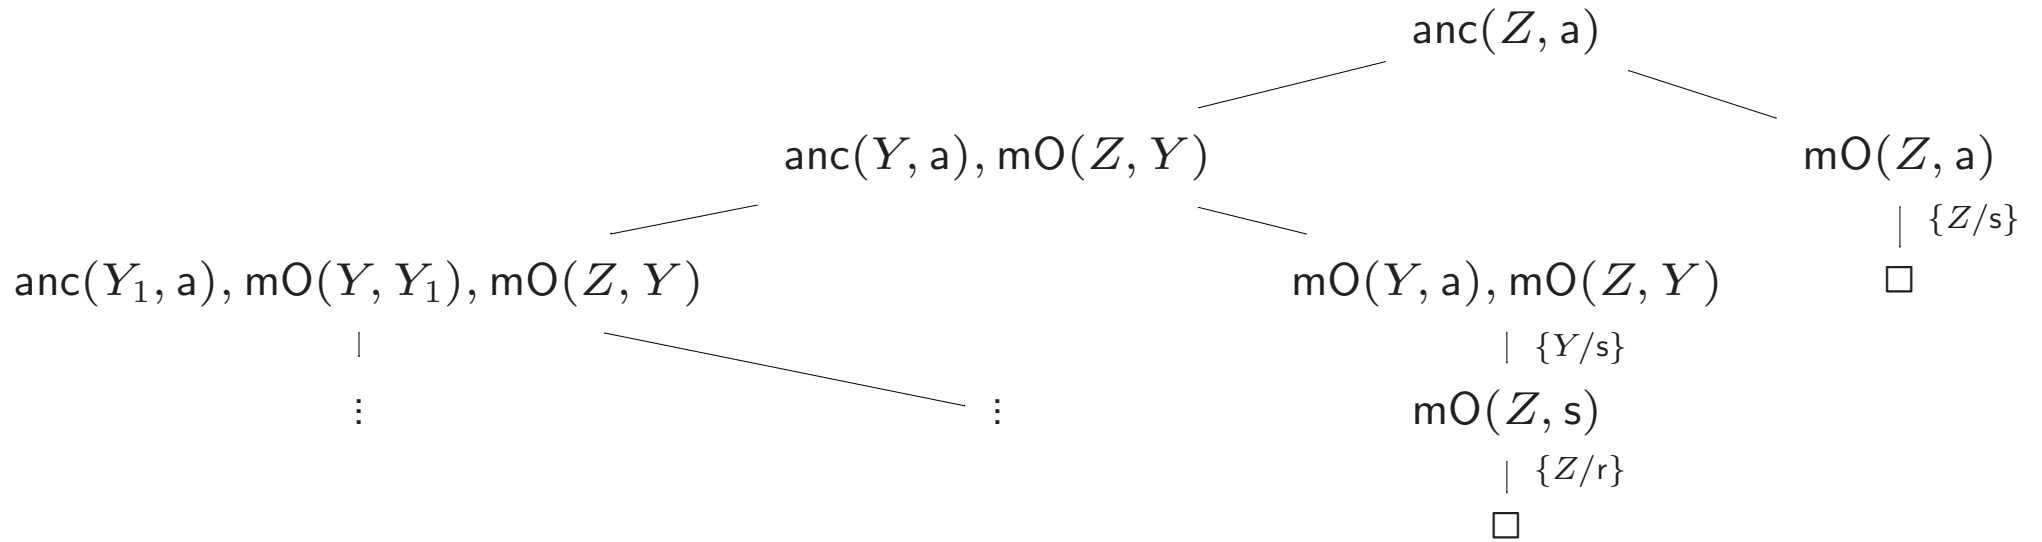 anc(Z, a)
anc(Y, a), mO(Z, Y) mO(Z, a)
{Z/s}
anc(Y₁, a), mO(Y, Y₁), mO(Z, Y) mO(Y, a), mO(Z, Y) □
{Y/s}
⋮ ⋮ mO(Z, s)
{Z/r}
□